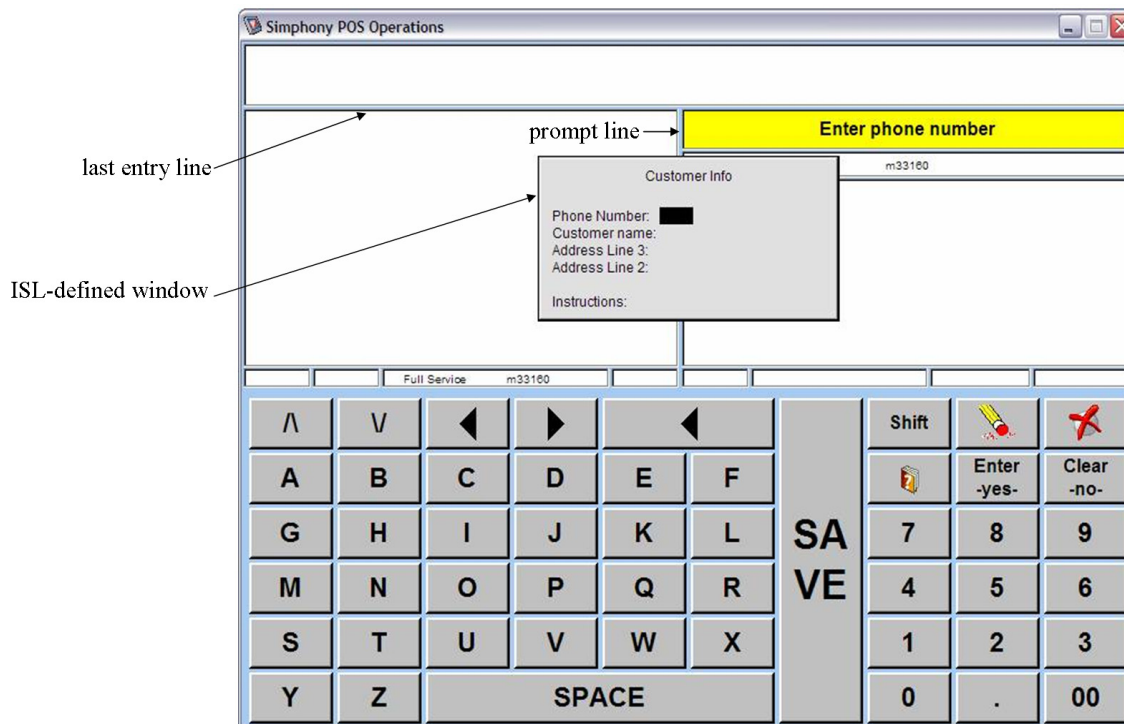 Simphony POS Operations
last entry line
prompt line
Enter phone number
m33160
ISL-defined window
Customer Info
Phone Number:
Customer name:
Address Line 3:
Address Line 2:
Instructions:
Full Service m33160
/\ \/ Shift
A B C D E F Enter -yes- Clear -no-
G H I J K L SA 7 8 9
M N O P Q R VE 4 5 6
S T U V W X 1 2 3
Y Z SPACE 0 . 00